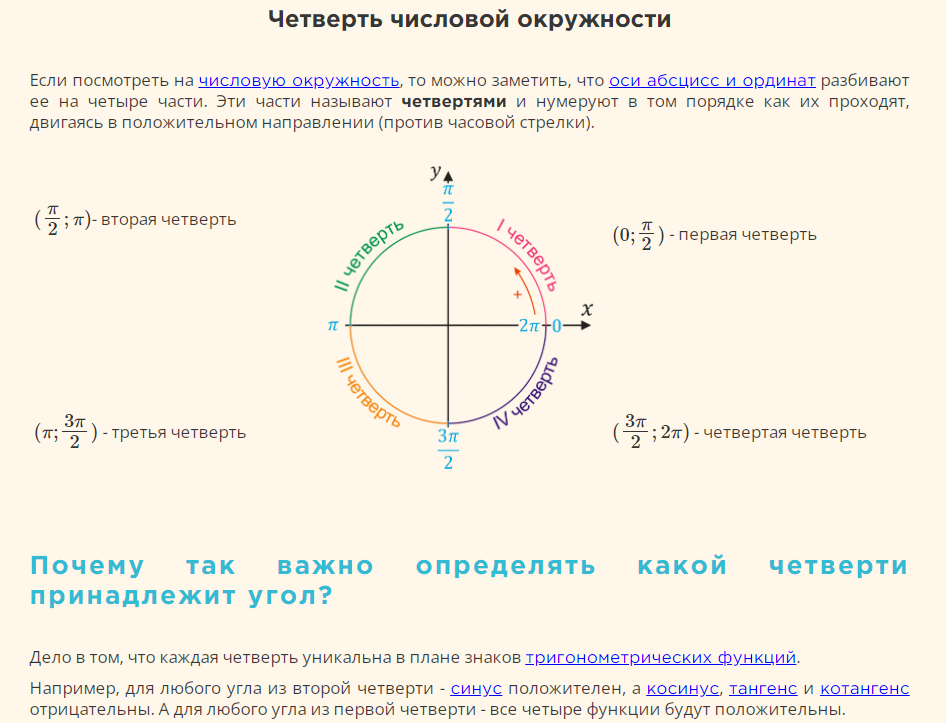 Четверть числовой окружности
Если посмотреть на числовую окружность, то можно заметить, что оси абсцисс и ординат разбивают
ее на четыре части. Эти части называют четвертями и нумеруют в том порядке как их проходят,
двигаясь в положительном направлении (против часовой стрелки).
y
π/2
(π/2; π)- вторая четверть
II четверть
I четверть
(0; π/2) - первая четверть
+
x
π
2π
0
III четверть
IV четверть
(π; 3π/2) - третья четверть
3π/2
(3π/2; 2π) - четвертая четверть
Почему так важно определять какой четверти
принадлежит угол?
Дело в том, что каждая четверть уникальна в плане знаков тригонометрических функций.
Например, для любого угла из второй четверти - синус положителен, а косинус, тангенс и котангенс
отрицательны. А для любого угла из первой четверти - все четыре функции будут положительны.